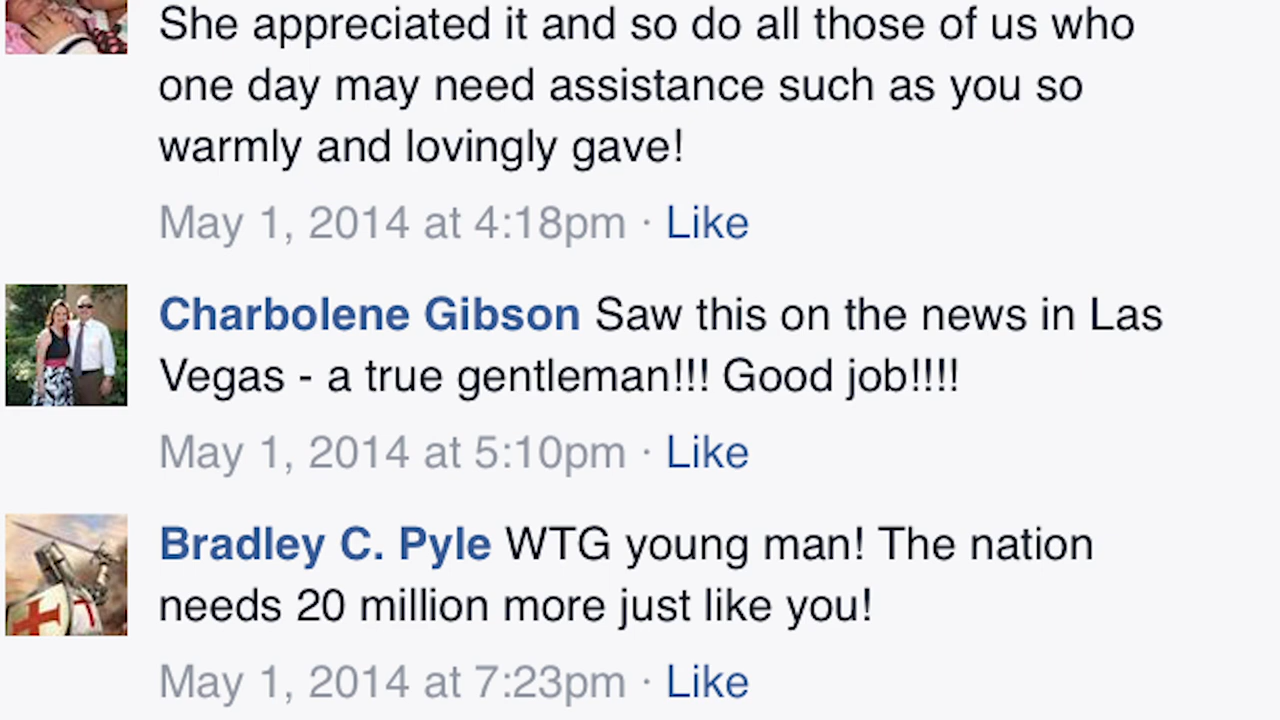 She appreciated it and so do all those of us who
one day may need assistance such as you so
warmly and lovingly gave!
May 1, 2014 at 4:18pm · Like
Charbolene Gibson Saw this on the news in Las
Vegas - a true gentleman!!! Good job!!!!
May 1, 2014 at 5:10pm · Like
Bradley C. Pyle WTG young man! The nation
needs 20 million more just like you!
May 1, 2014 at 7:23pm · Like